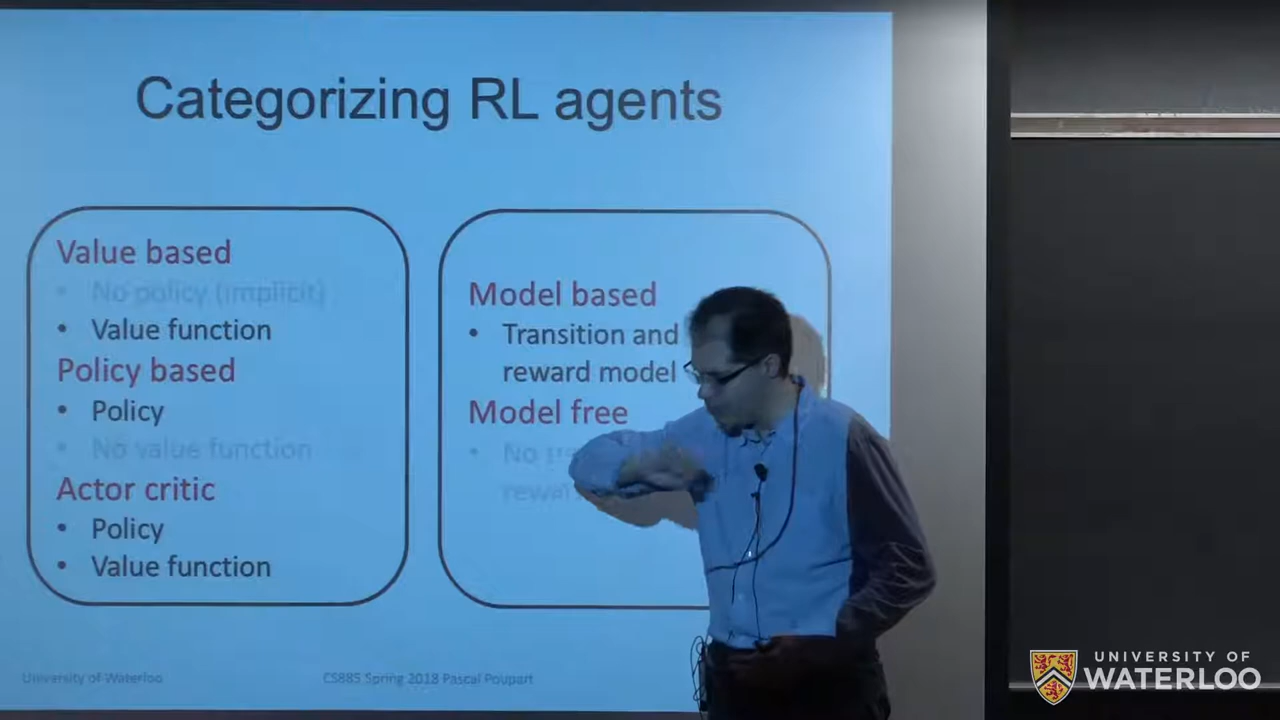 Categorizing RL agents
Value based
• No policy (implicit)
• Value function
Policy based
• Policy
• No value function
Actor critic
• Policy
• Value function
Model based
• Transition and
reward model
Model free
• No
University of Waterloo
CS885 Spring 2018 Pascal Poupart
UNIVERSITY OF
WATERLOO